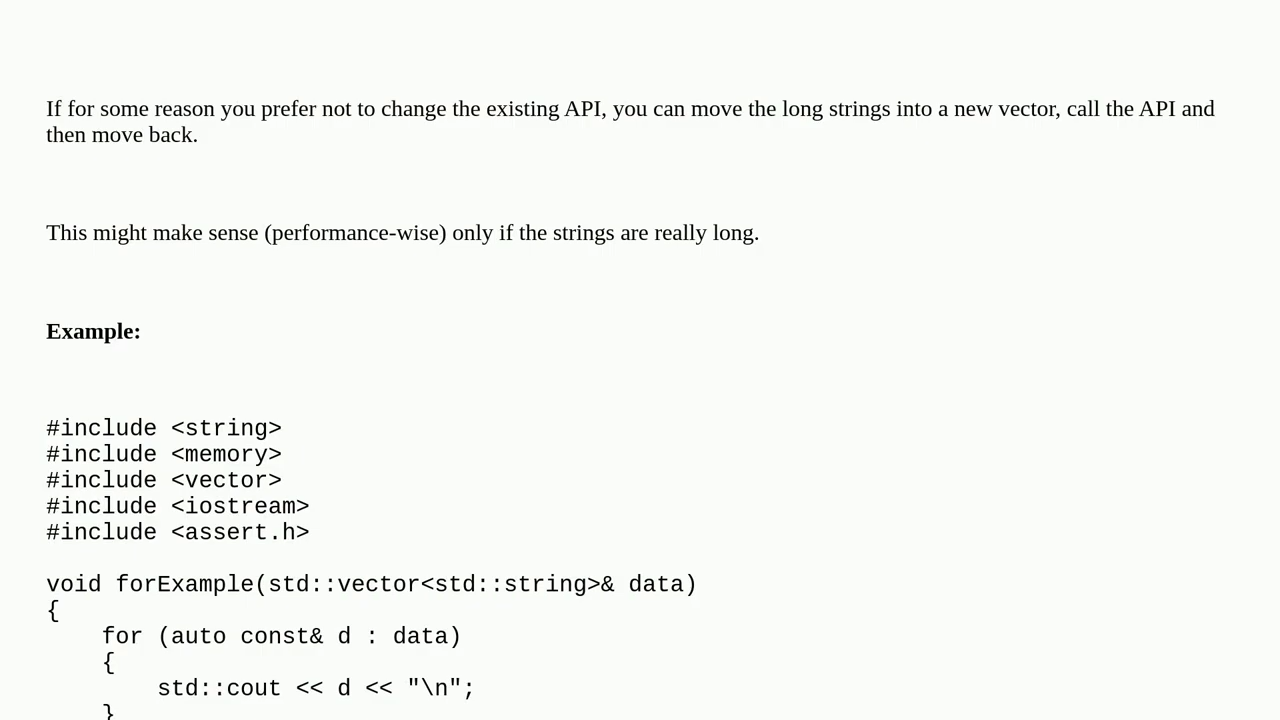 If for some reason you prefer not to change the existing API, you can move the long strings into a new vector, call the API and
then move back.
This might make sense (performance-wise) only if the strings are really long.
Example:
#include <string>
#include <memory>
#include <vector>
#include <iostream>
#include <assert.h>
void forExample(std::vector<std::string>& data)
{
    for (auto const& d : data)
    {
        std::cout << d << "\n";
    }